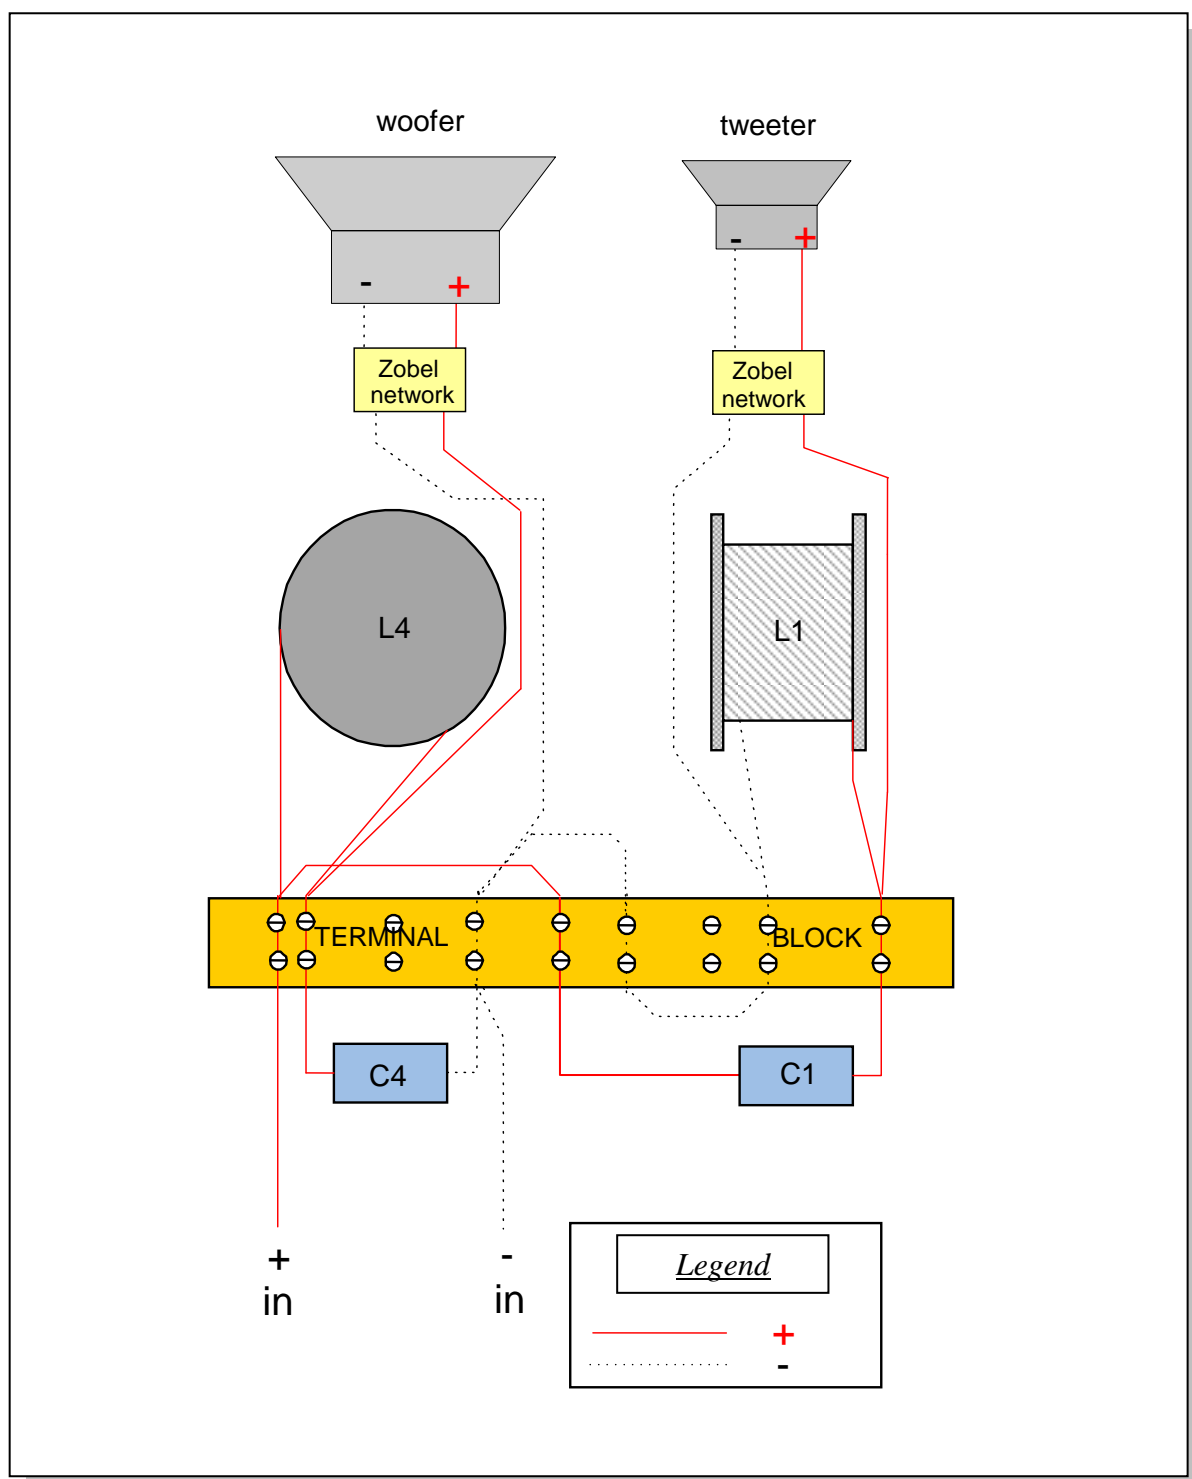 woofer
tweeter
- +
- +
Zobel
network
Zobel
network
L4
L1
TERMINAL
BLOCK
C4
C1
+
in
-
in
Legend
+
-